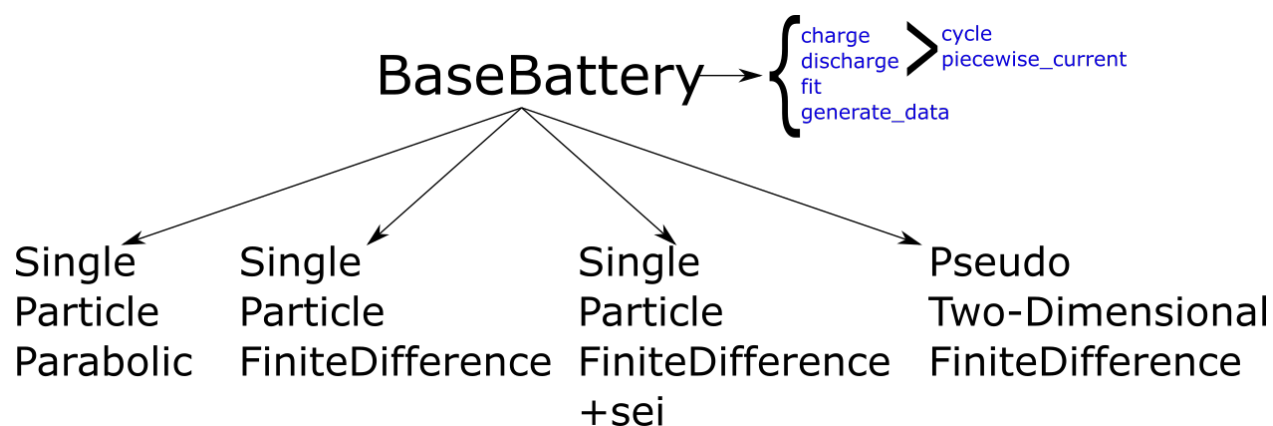 BaseBattery
charge
discharge
fit
generate_data
cycle
piecewise_current
Single
Particle
Parabolic
Single
Particle
FiniteDifference
Single
Particle
FiniteDifference
+sei
Pseudo
Two-Dimensional
FiniteDifference